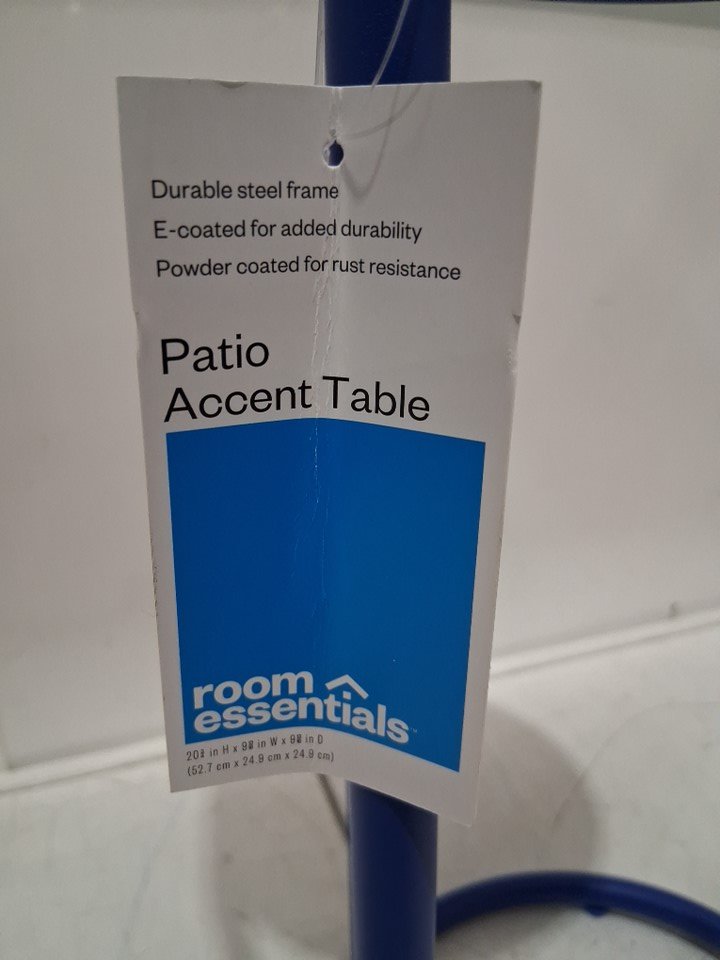 Durable steel frame
E-coated for added durability
Powder coated for rust resistance
Patio
Accent Table
room
essentials™
in H x in W x in D
(52.7 cm x 24.9 cm x 24.9 cm)